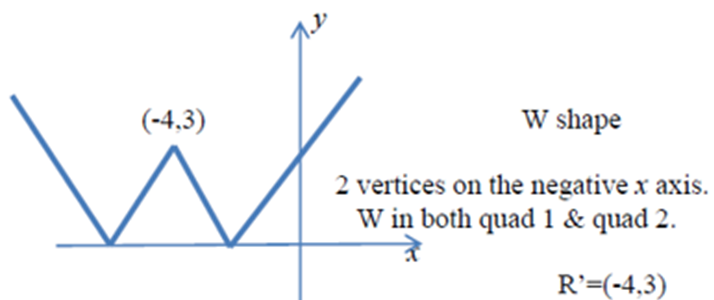 y
(-4,3)
W shape
2 vertices on the negative x axis.
W in both quad 1 & quad 2.
x
R’=(-4,3)